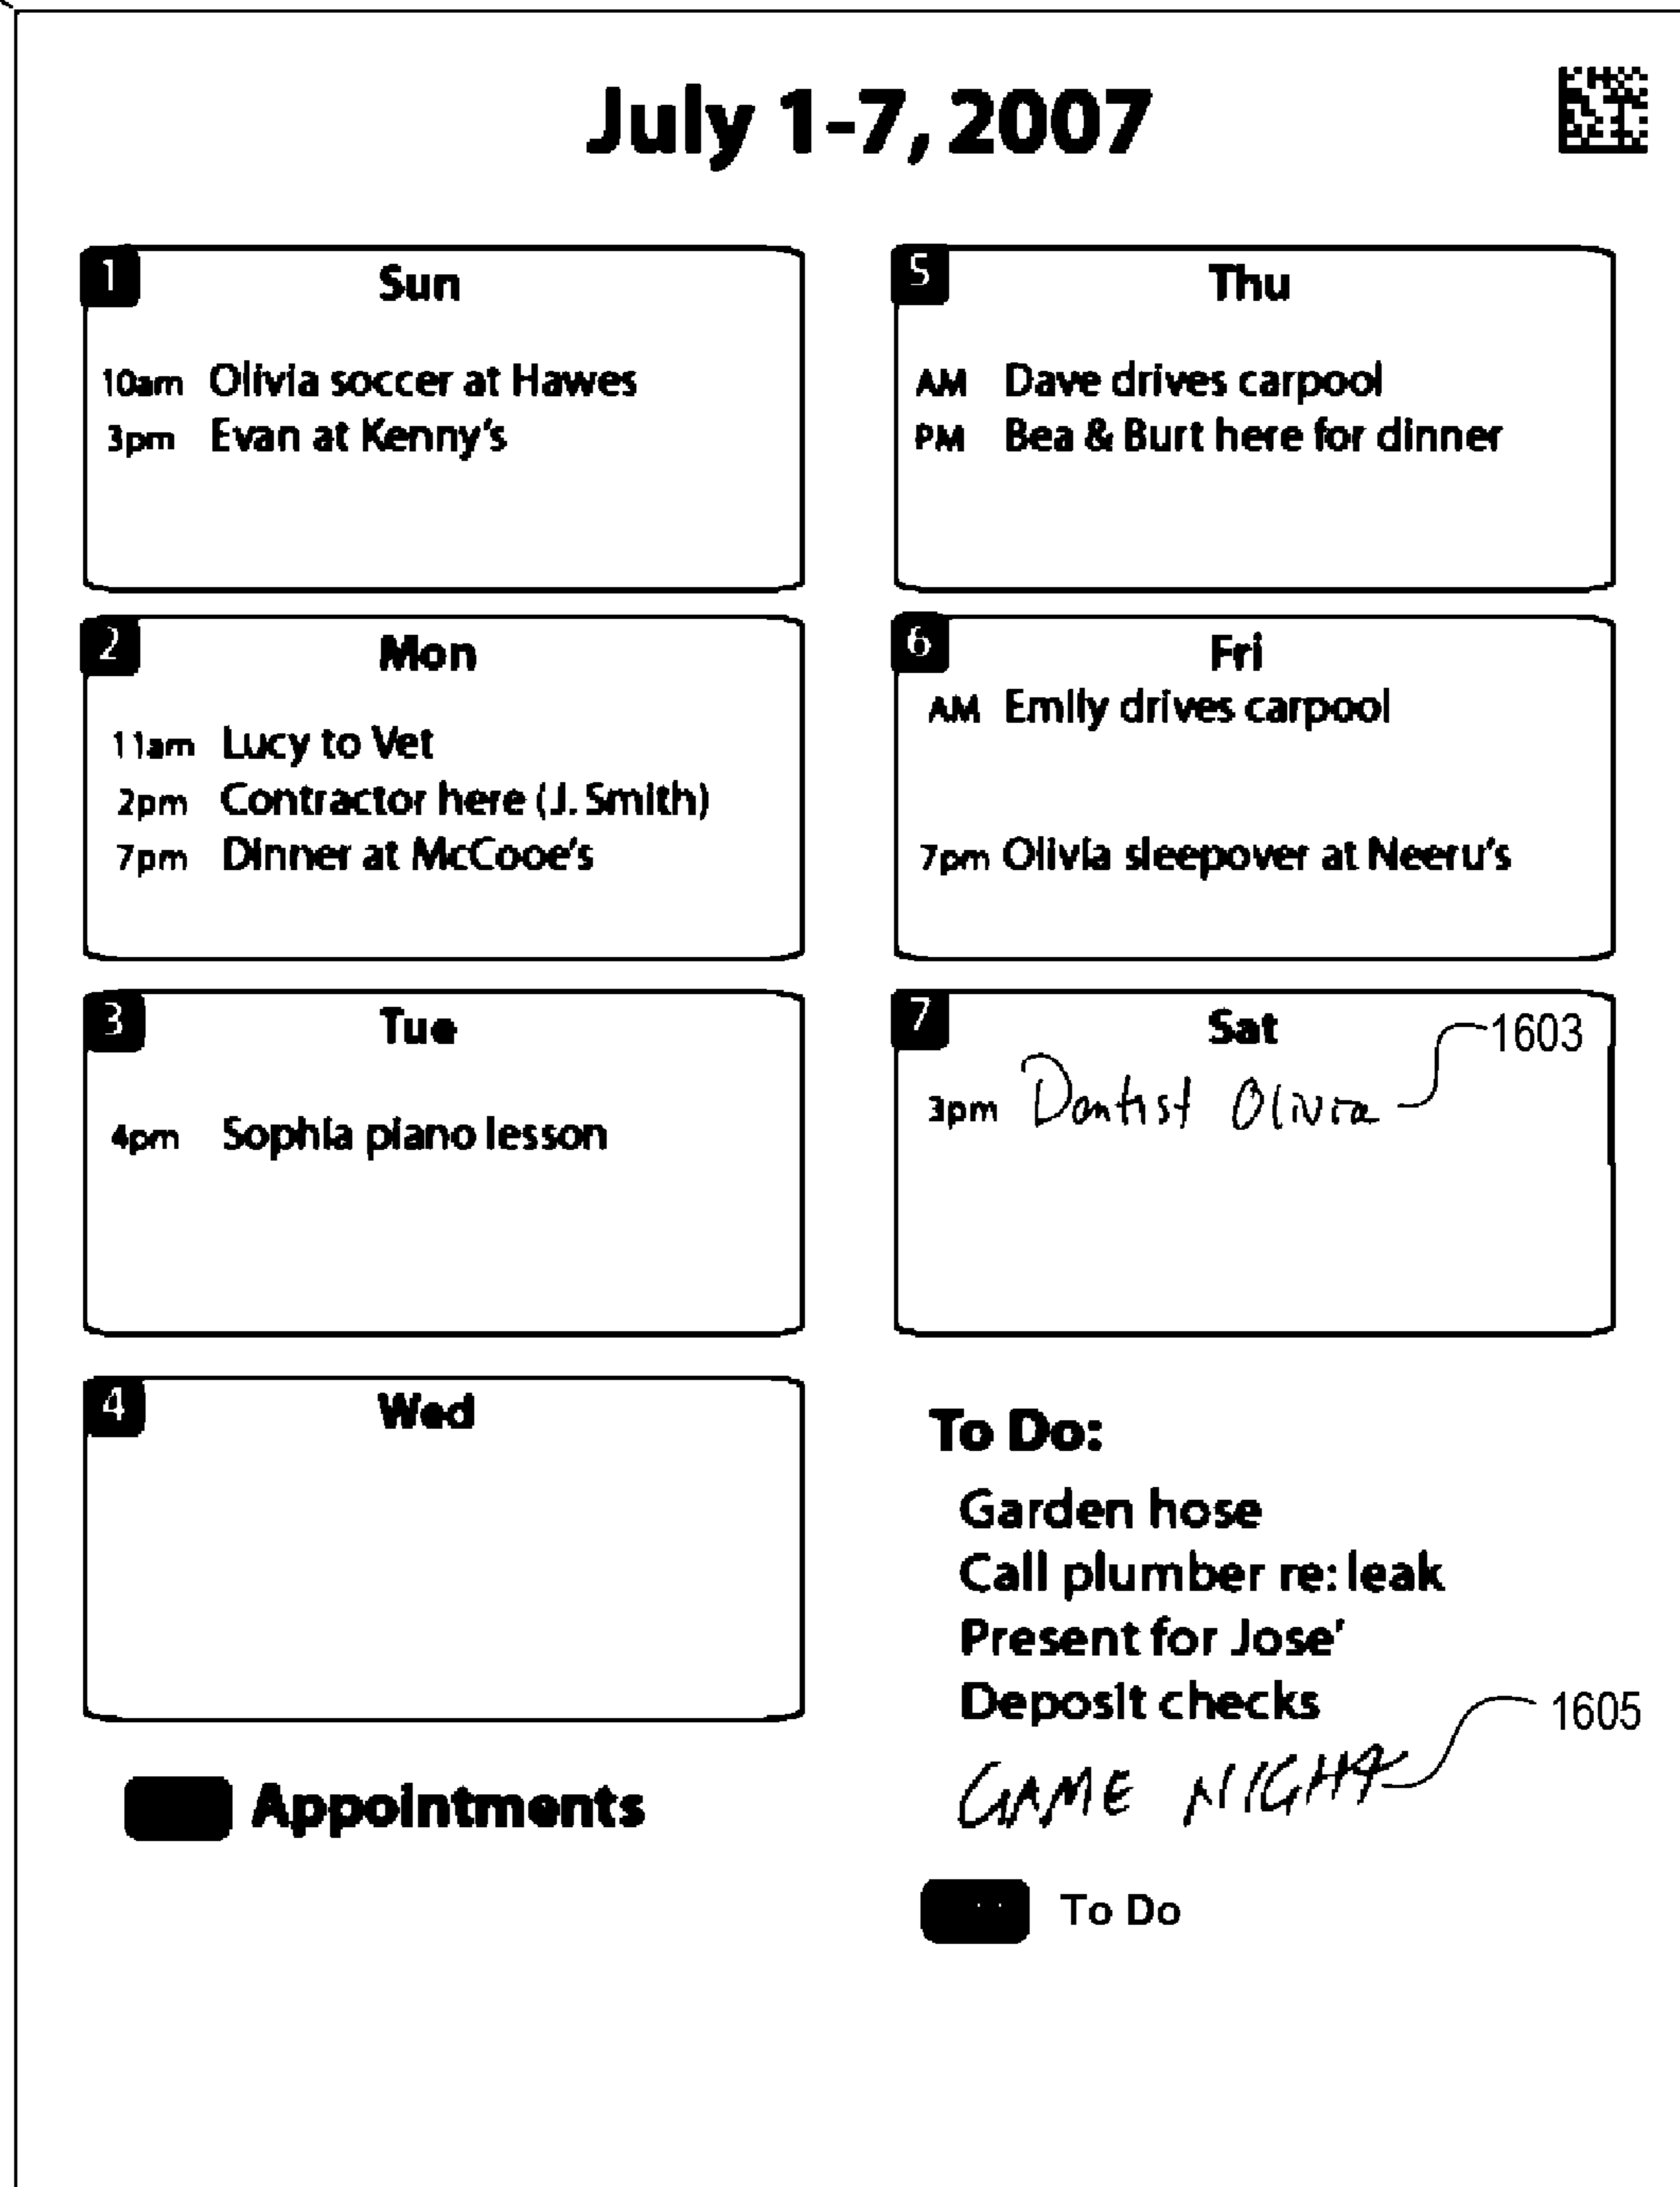 July 1-7, 2007
1
Sun
10am Olivia soccer at Hawes
3pm Evan at Kenny's
2
Mon
11am Lucy to Vet
2pm Contractor here (J. Smith)
7pm Dinner at McCooe's
3
Tue
4pm Sophia piano lesson
4
Wed
Appointments
5
Thu
AM Dave drives carpool
PM Bea & Burt here for dinner
6
Fri
AM Emily drives carpool
7pm Olivia sleepover at Neeru's
7
Sat
1603
3pm Dentist Olivia
To Do:
Garden hose
Call plumber re: leak
Present for Jose'
Deposit checks
1605
GAME NIGHT
To Do